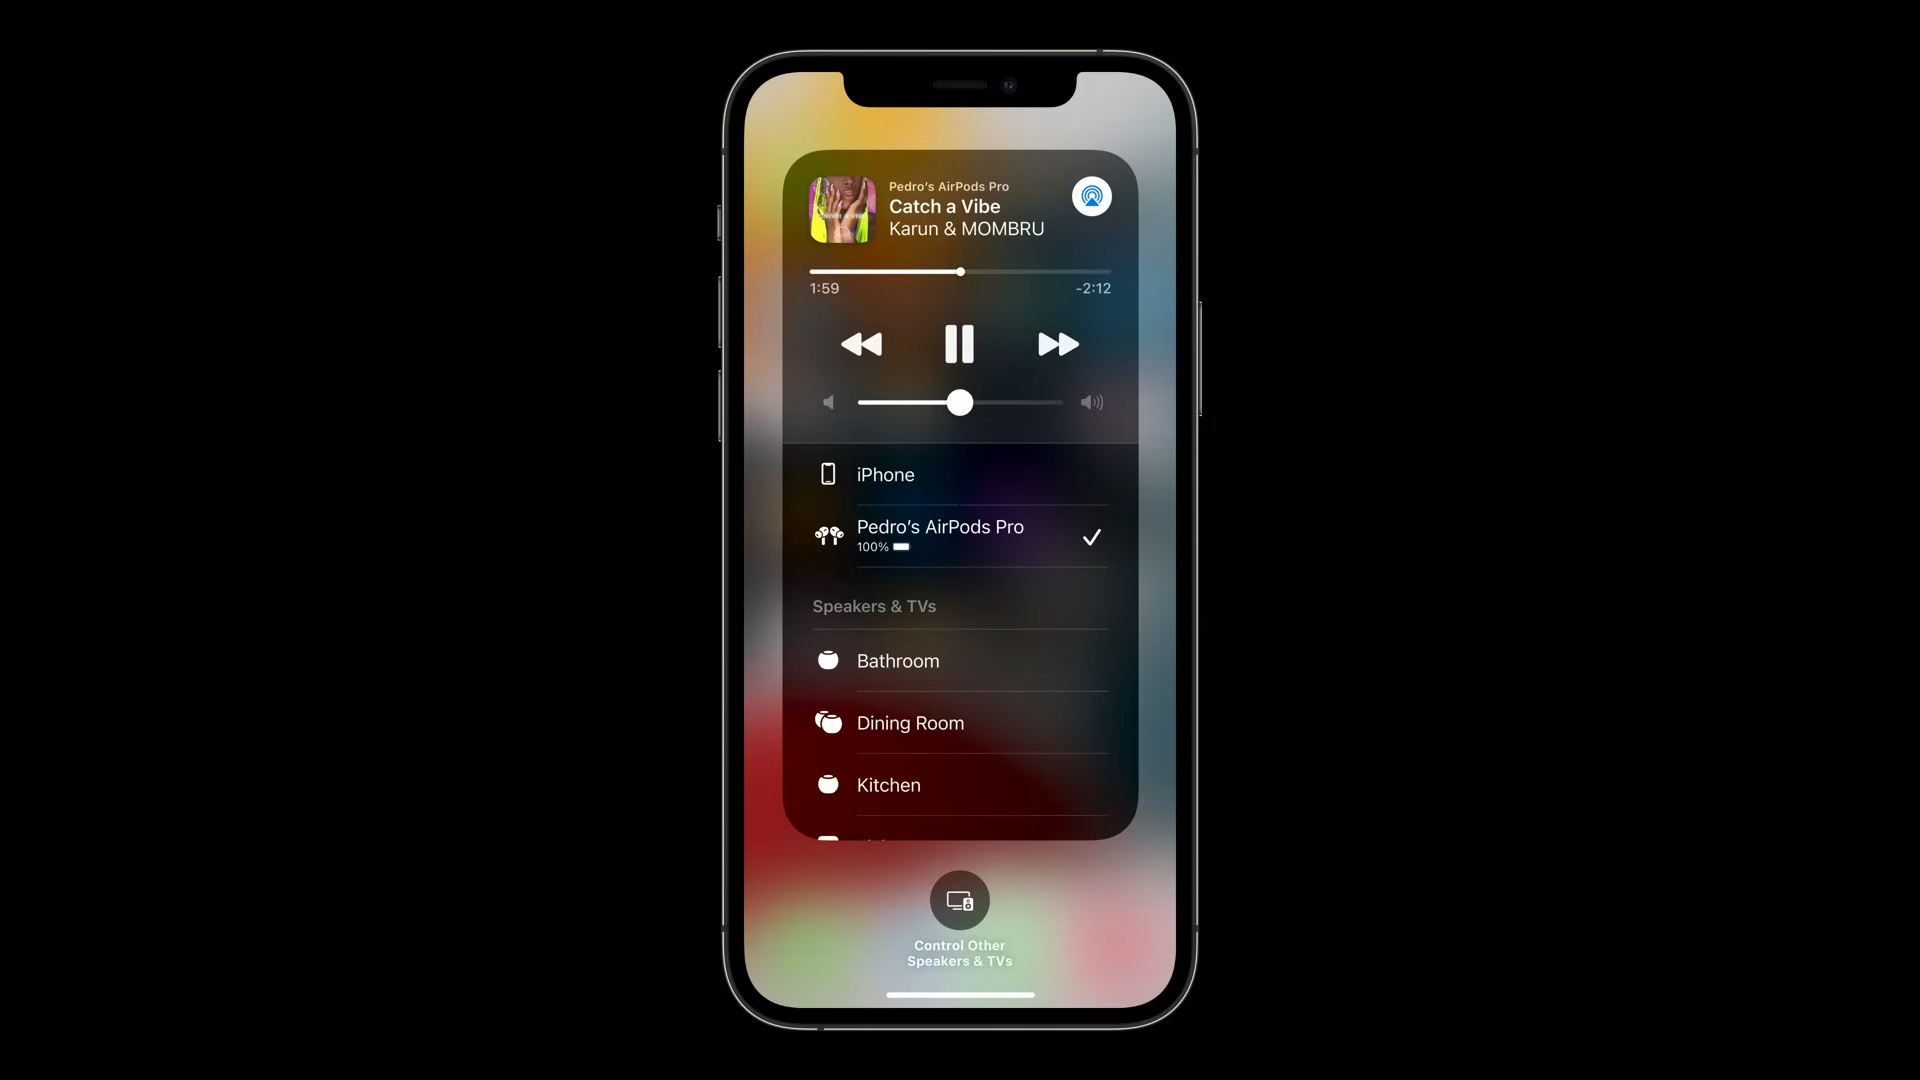 Pedro’s AirPods Pro
Catch a Vibe
Karun & MOMBRU
1:59
-2:12
iPhone
Pedro’s AirPods Pro
100%
Speakers & TVs
Bathroom
Dining Room
Kitchen
Control Other
Speakers & TVs